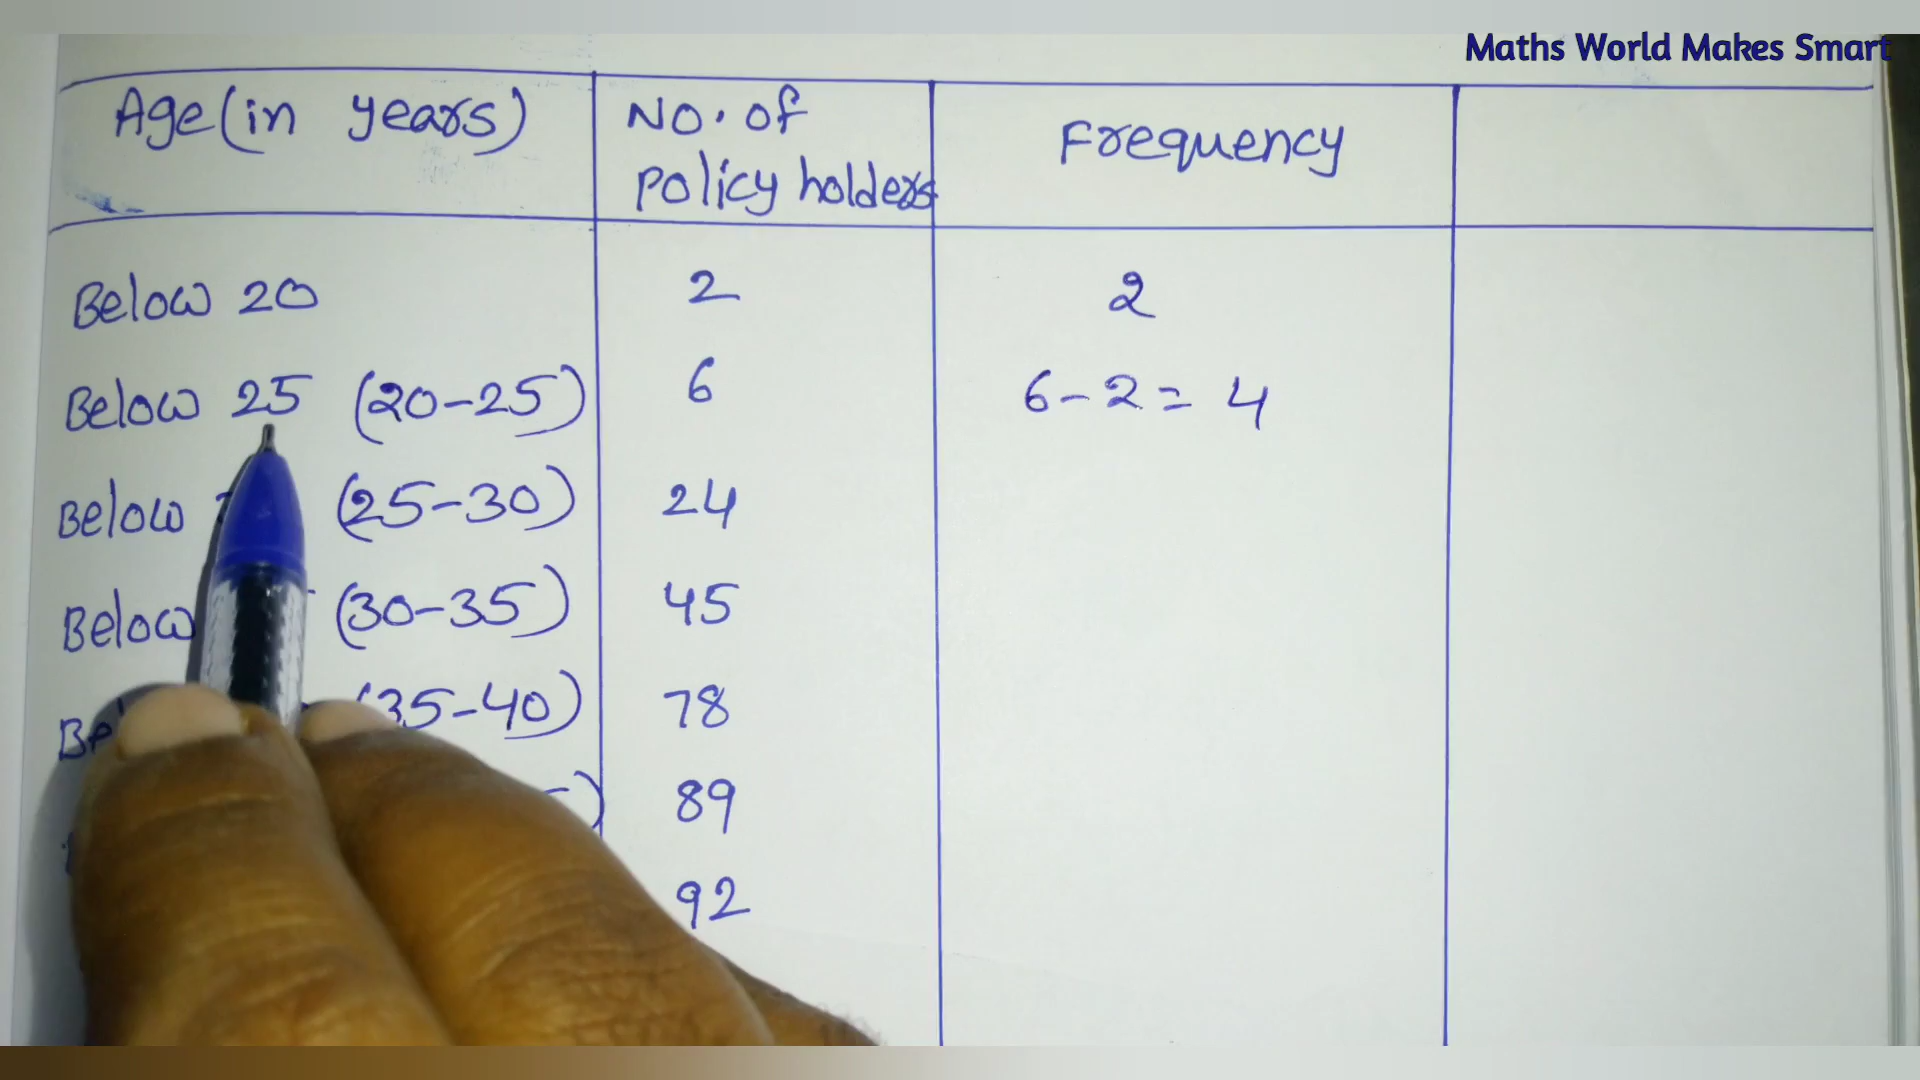 Maths World Makes Smart
Age (in years) No. of policy holders Frequency
Below 20 2 2
Below 25 (20-25) 6 6-2= 4
Below (25-30) 24
Below (30-35) 45
(35-40) 78
89
92